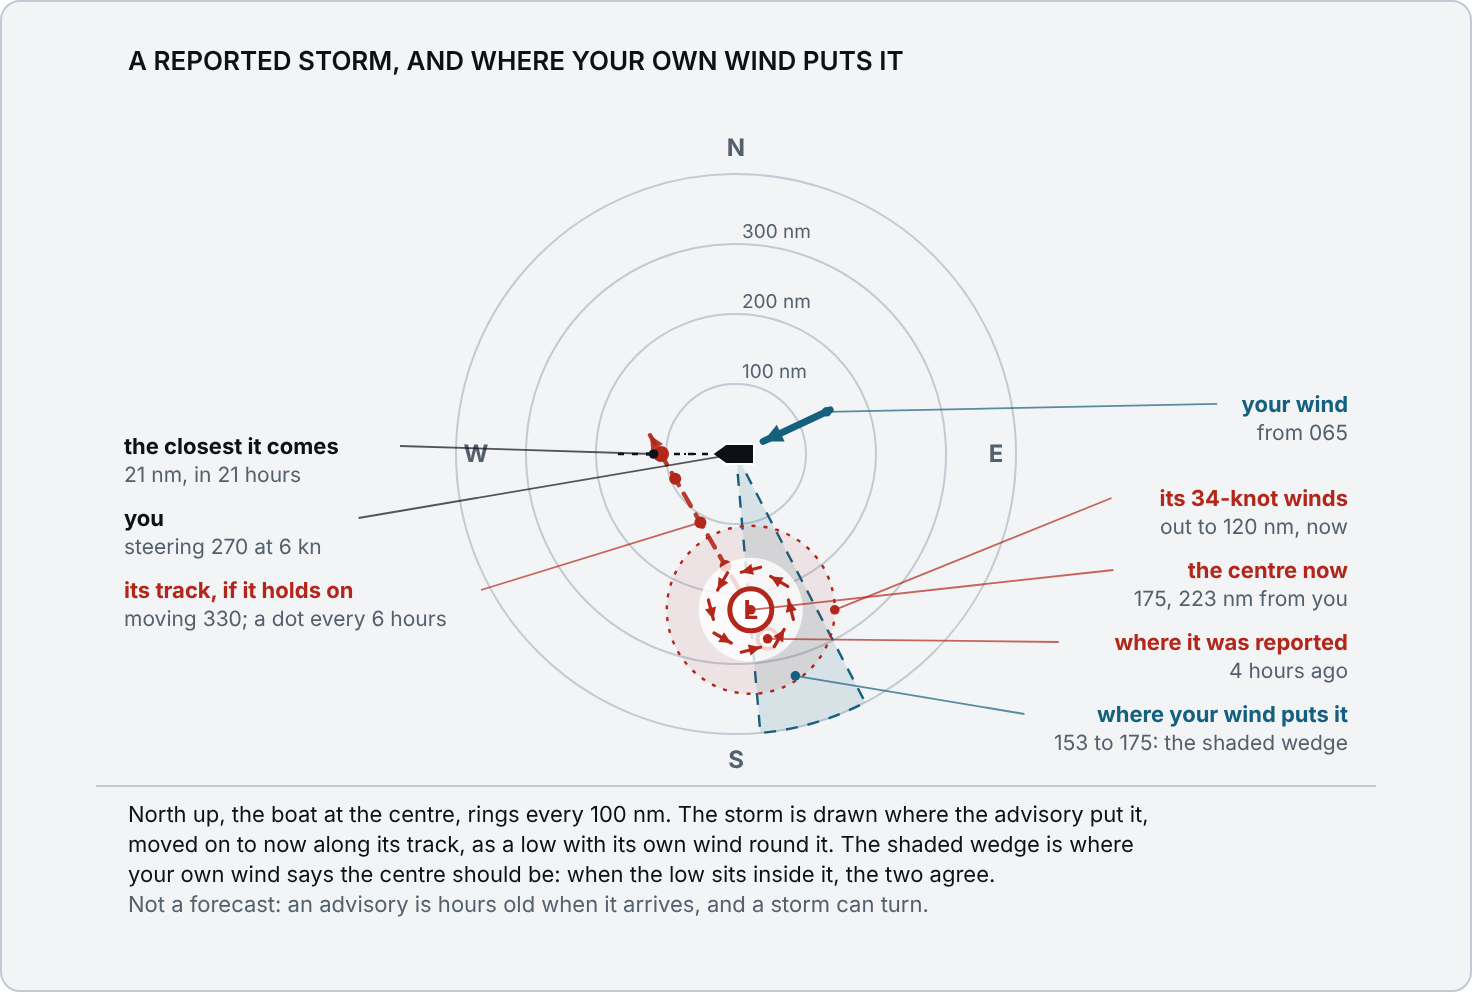 A REPORTED STORM, AND WHERE YOUR OWN WIND PUTS IT
N
300 nm
200 nm
100 nm
your wind
from 065
the closest it comes
21 nm, in 21 hours
W
E
its 34-knot winds
out to 120 nm, now
you
steering 270 at 6 kn
the centre now
175, 223 nm from you
its track, if it holds on
moving 330; a dot every 6 hours
L
where it was reported
4 hours ago
where your wind puts it
153 to 175: the shaded wedge
S
North up, the boat at the centre, rings every 100 nm. The storm is drawn where the advisory put it,
moved on to now along its track, as a low with its own wind round it. The shaded wedge is where
your own wind says the centre should be: when the low sits inside it, the two agree.
Not a forecast: an advisory is hours old when it arrives, and a storm can turn.